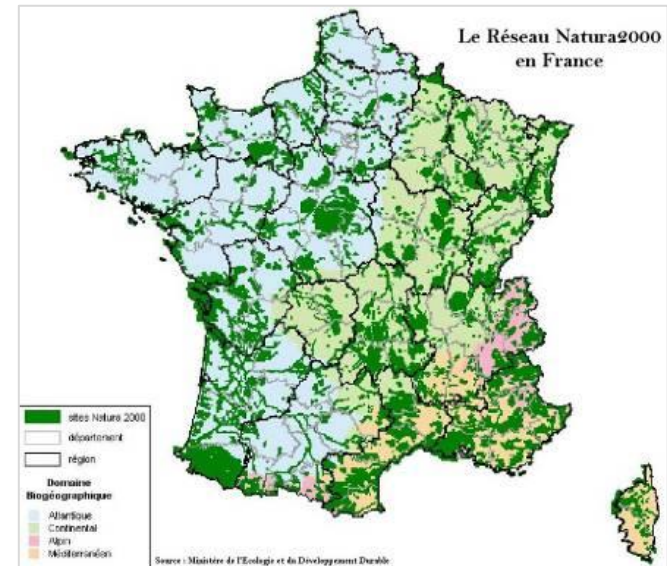 Le Réseau Natura2000
en France
sites Natura 2000
département
région
Domaine
Biogéographique
Atlantique
Continental
Alpin
Méditerranéen
Source : Ministère de l'Ecologie et du Développement Durable